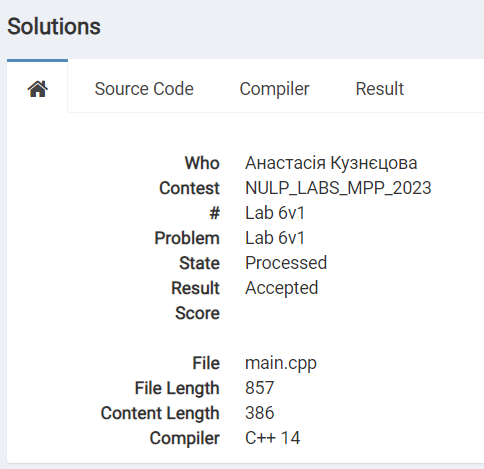 Solutions
Source Code Compiler Result
Who Анастасія Кузнєцова
Contest NULP_LABS_MPP_2023
# Lab 6v1
Problem Lab 6v1
State Processed
Result Accepted
Score
File main.cpp
File Length 857
Content Length 386
Compiler C++ 14